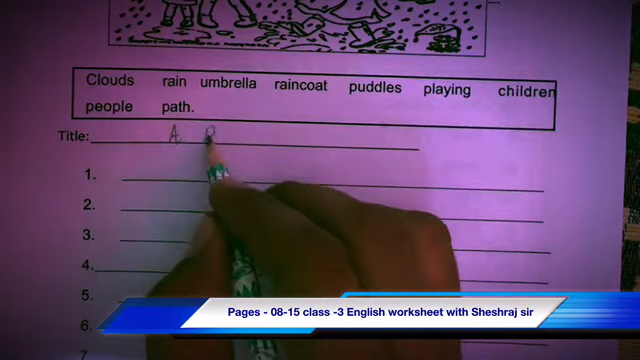 Clouds rain umbrella raincoat puddles playing children
people path.
Title: A
1.
2.
3.
4.
5.
6.
7
Pages - 08-15 class -3 English worksheet with Sheshraj sir